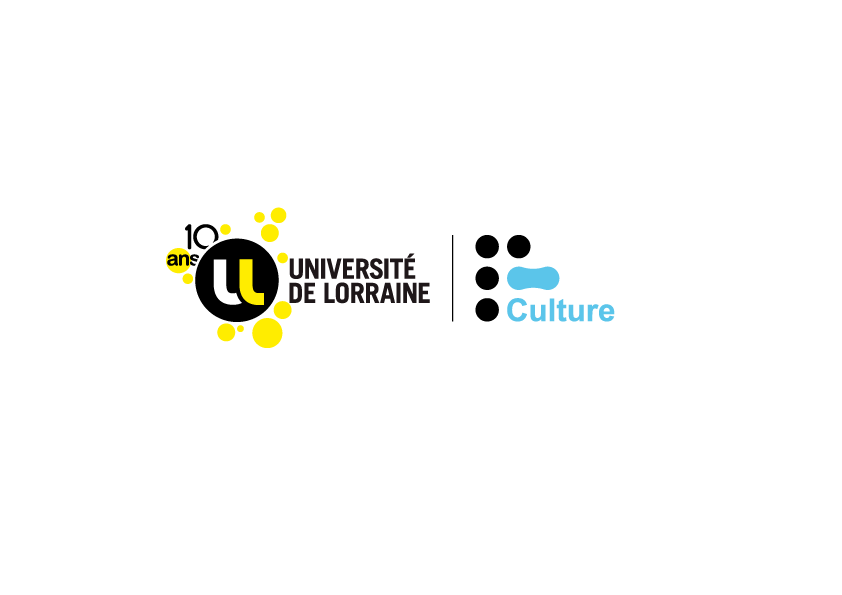 10
ans
UNIVERSITÉ
DE LORRAINE
Culture